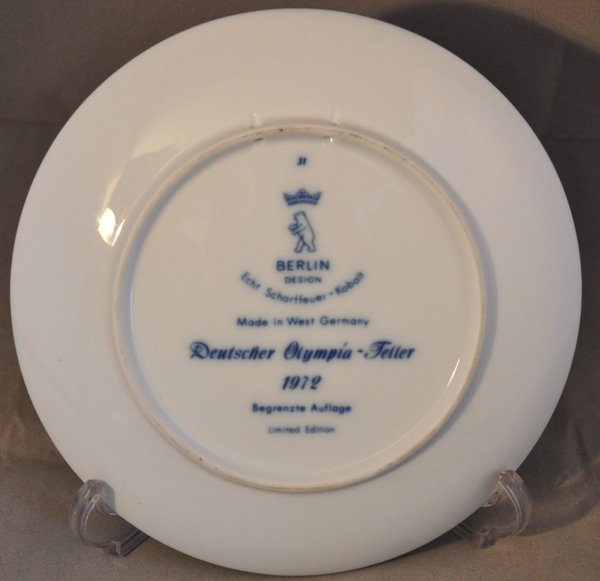 31
BERLIN
DESIGN
Echt Scharffeuer-Kobalt
Made in West Germany
Deutscher Olympia-Teller
1972
Begrenzte Auflage
Limited Edition